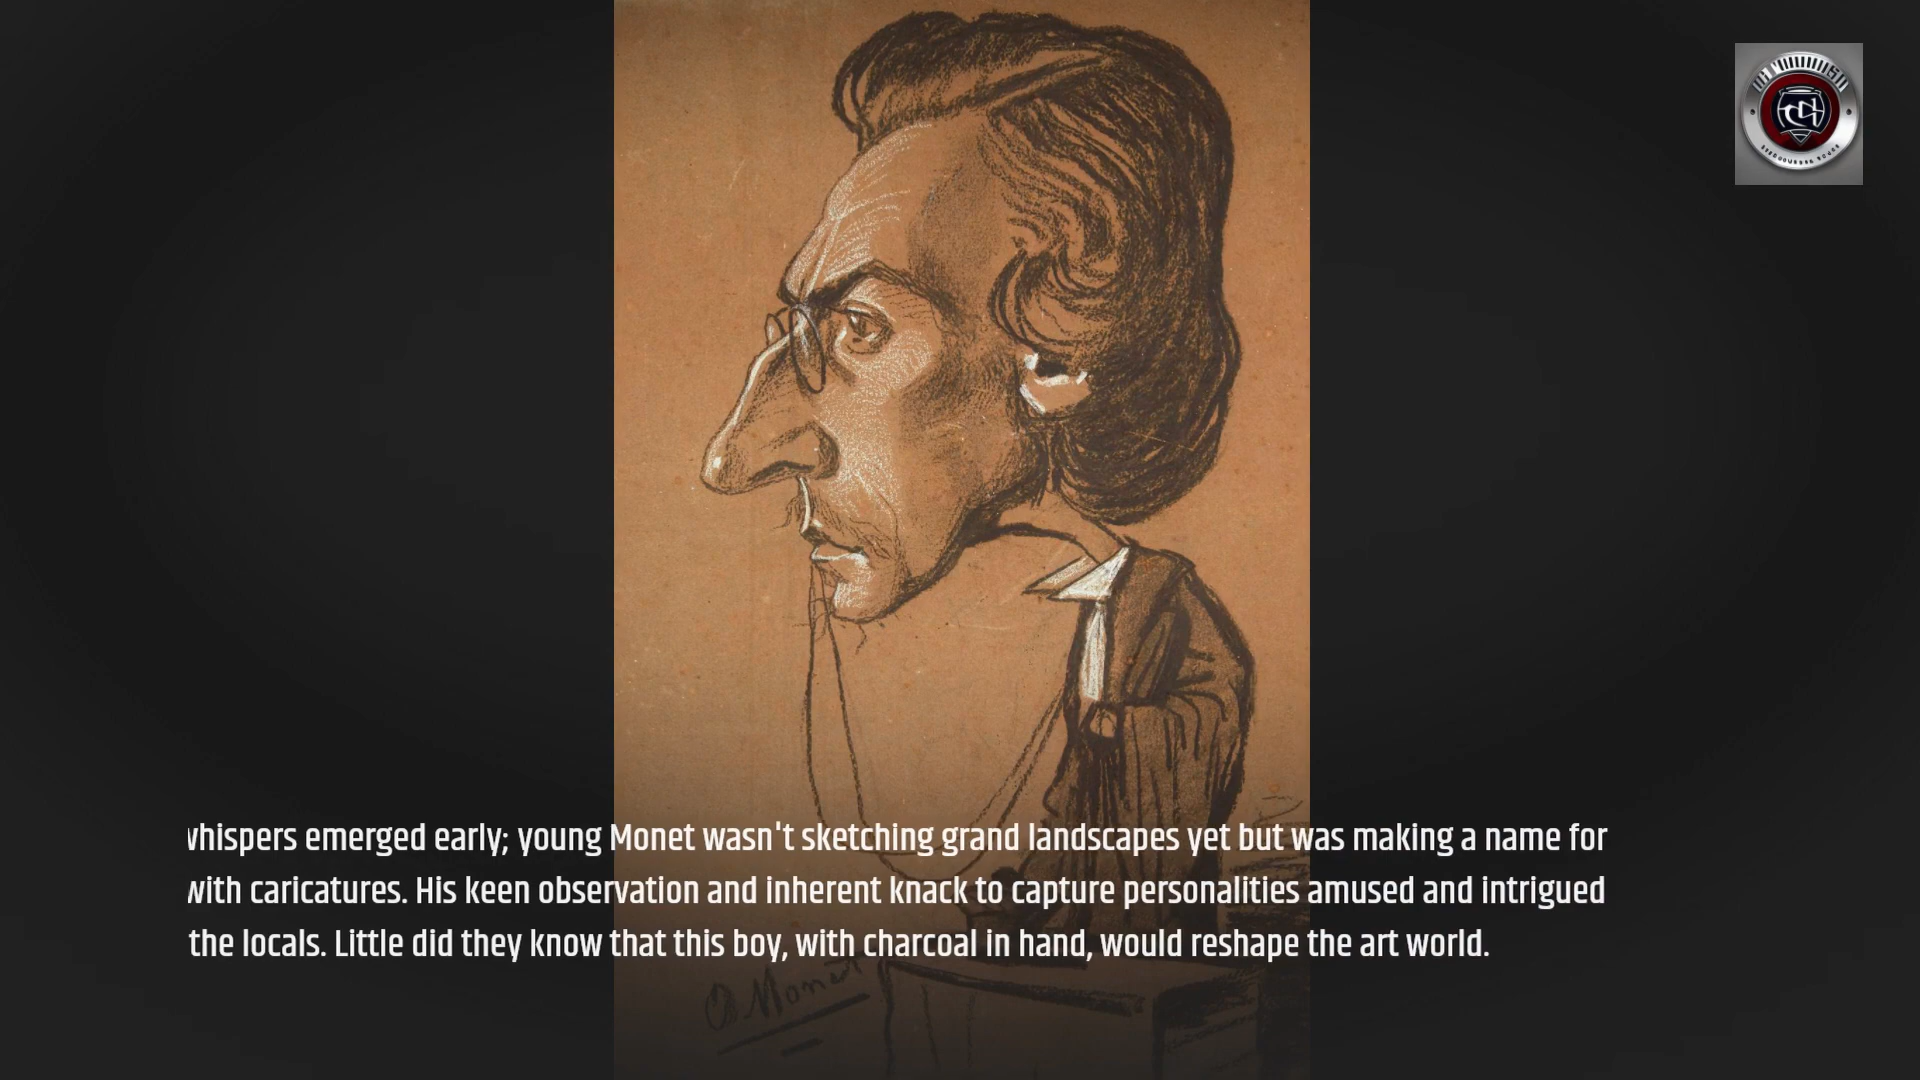 whispers emerged early; young Monet wasn't sketching grand landscapes yet but was making a name for
with caricatures. His keen observation and inherent knack to capture personalities amused and intrigued
the locals. Little did they know that this boy, with charcoal in hand, would reshape the art world.
O Monet